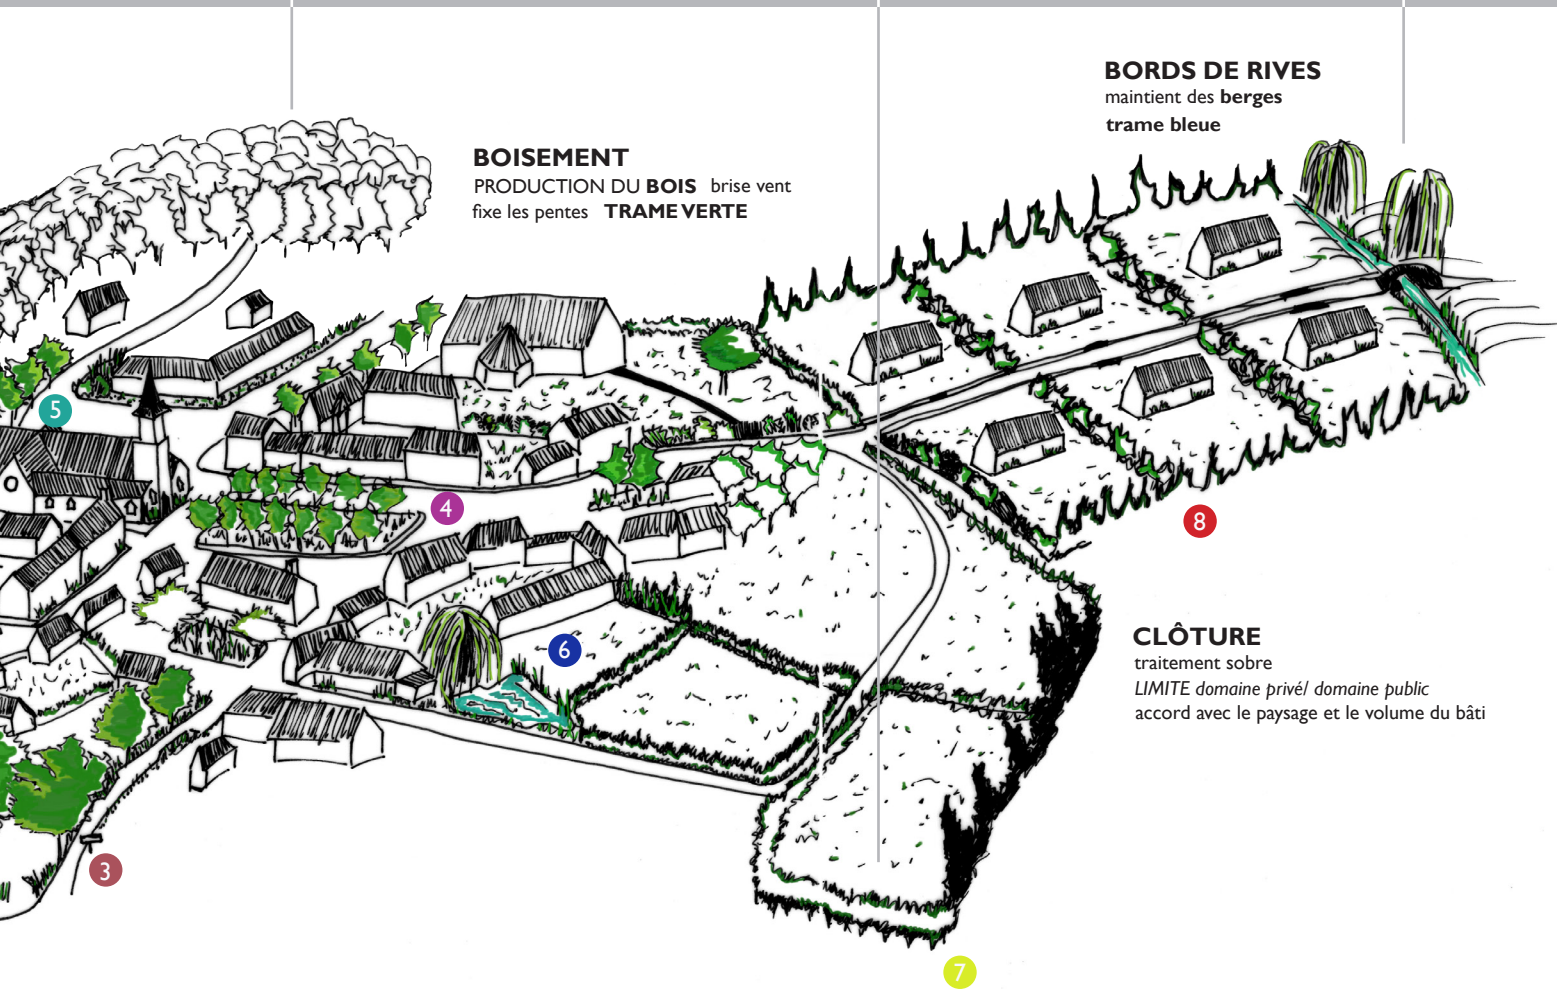 BORDS DE RIVES
maintient des berges
trame bleue
BOISEMENT
PRODUCTION DU BOIS brise vent
fixe les pentes TRAME VERTE
5
4
8
6
CLÔTURE
traitement sobre
LIMITE domaine privé/ domaine public
accord avec le paysage et le volume du bâti
3
7